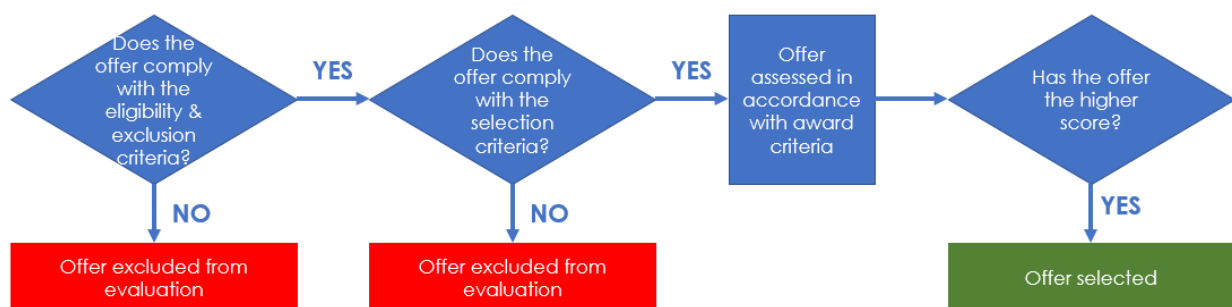 Does the
offer comply
with the
eligibility &
exclusion
criteria?
YES
NO
Offer excluded from
evaluation
Does the
offer comply
with the
selection
criteria?
YES
NO
Offer excluded from
evaluation
Offer
assessed in
accordance
with award
criteria
Has the offer
the higher
score?
YES
Offer selected